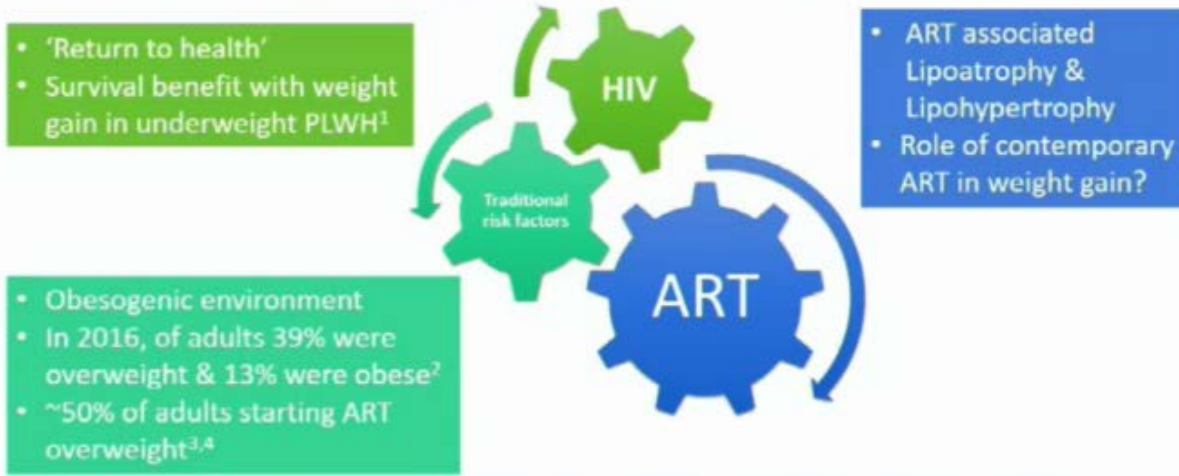 • 'Return to health'
• Survival benefit with weight
gain in underweight PLWH¹
HIV
• ART associated
Lipoatrophy &
Lipohypertrophy
• Role of contemporary
ART in weight gain?
Traditional
risk factors
ART
• Obesogenic environment
• In 2016, of adults 39% were
overweight & 13% were obese²
• ~50% of adults starting ART
overweight³,⁴